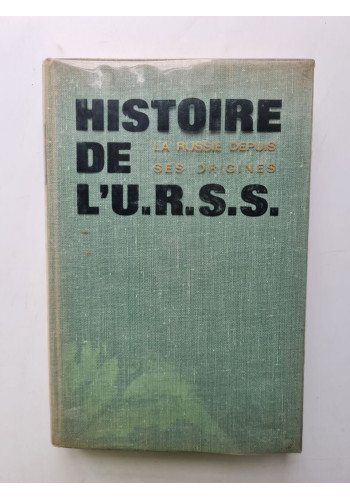 HISTOIRE
DE LA RUSSIE DEPUIS
SES ORIGINES
L'U.R.S.S.